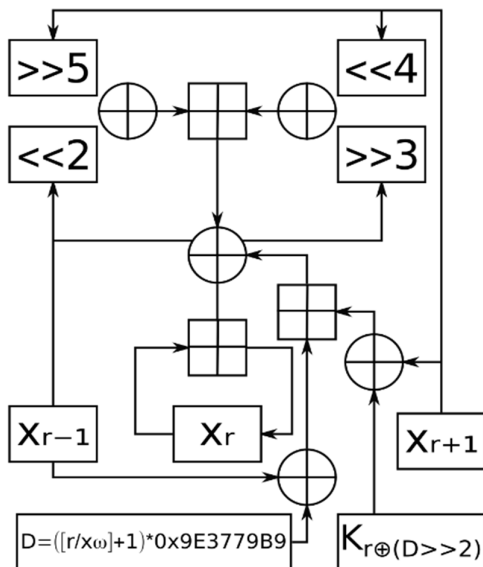 >>5
<<4
<<2
>>3
Xr−1
Xr
Xr+1
D=([r/xω]+1)*0x9E3779B9
Kr⊕(D>>2)